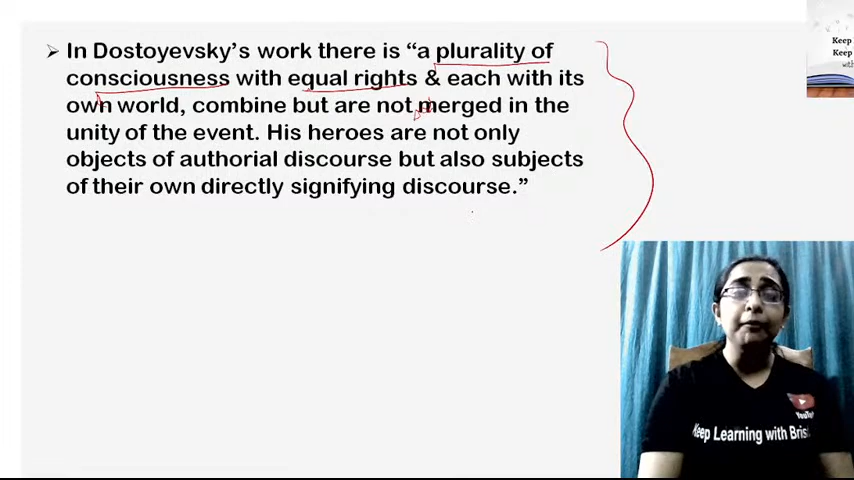 In Dostoyevsky's work there is “a plurality of
consciousness with equal rights & each with its
own world, combine but are not merged in the
unity of the event. His heroes are not only
objects of authorial discourse but also subjects
of their own directly signifying discourse.”
Keep
Keep
with
YouTu
Keep Learning with Bris